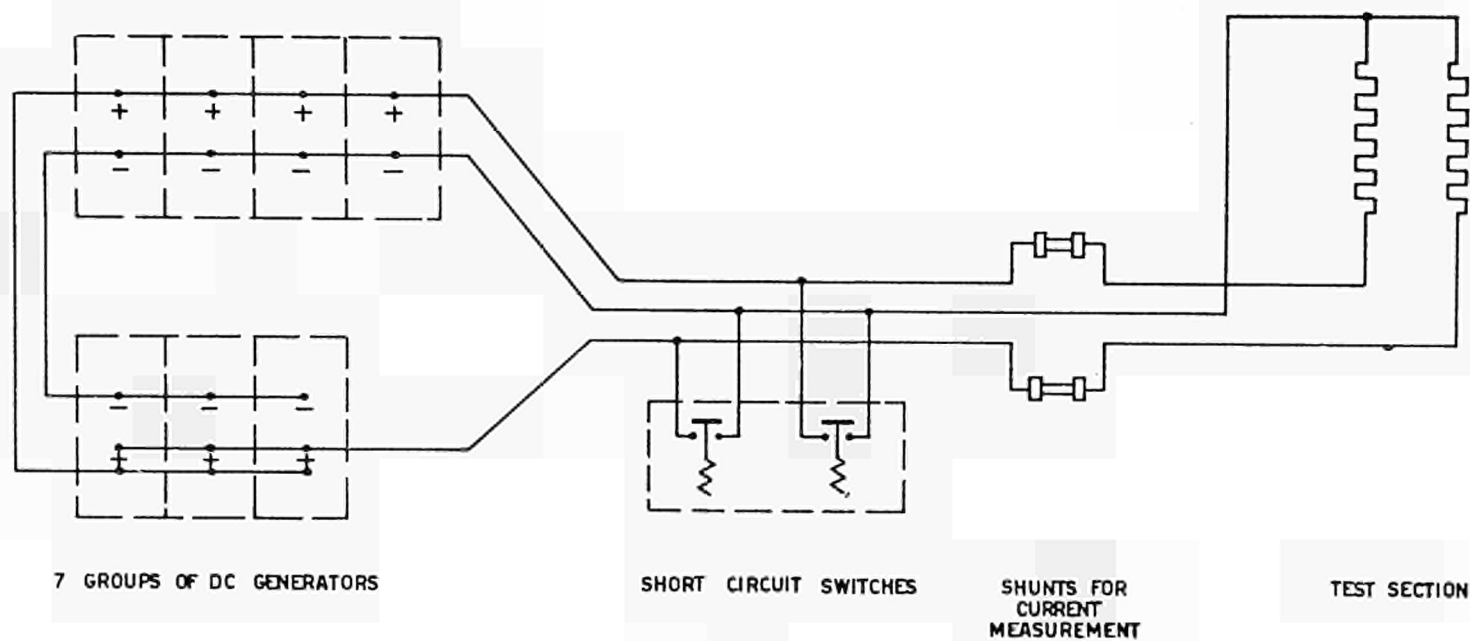 + + + +
− − − −
− − −
+ + +
7 GROUPS OF DC GENERATORS
SHORT CIRCUIT SWITCHES
SHUNTS FOR
CURRENT
MEASUREMENT
TEST SECTION